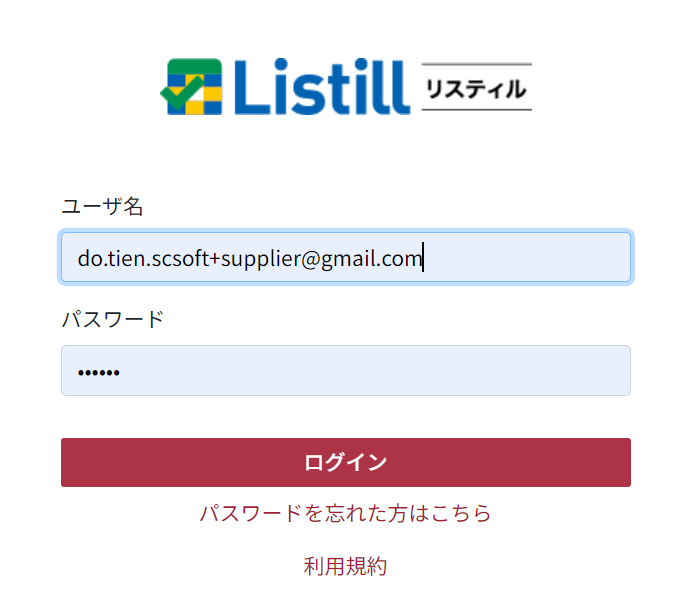 Listill リスティル
ユーザ名
do.tien.scsoft+supplier@gmail.com
パスワード
••••••
ログイン
パスワードを忘れた方はこちら
利用規約